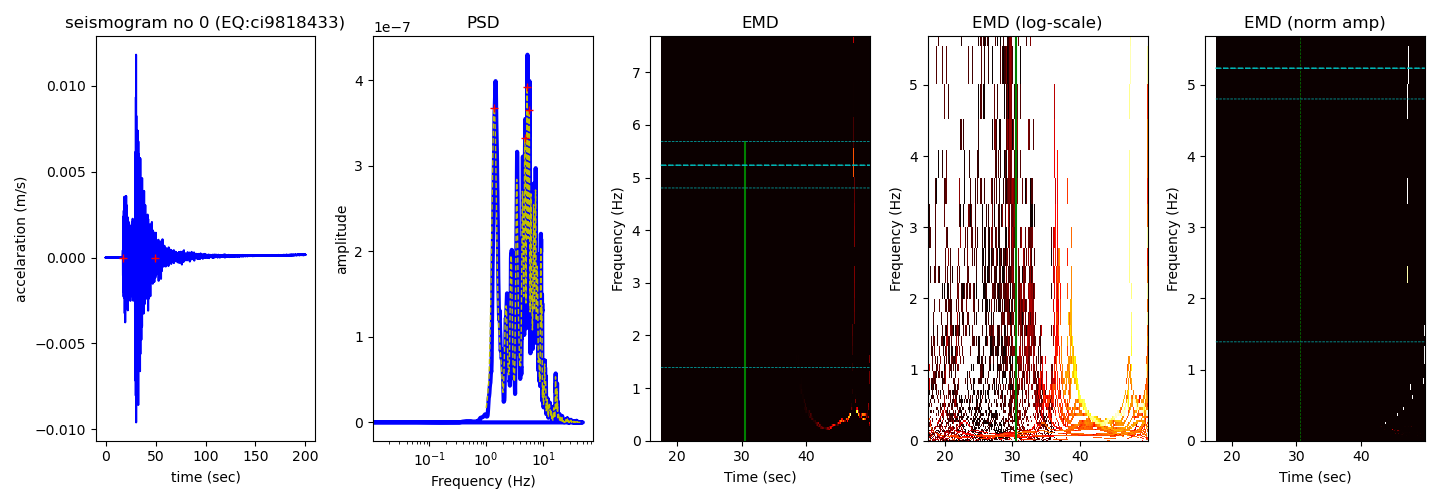 seismogram no 0 (EQ:ci9818433)
accelaration (m/s)
0.010
0.005
0.000
−0.005
−0.010
0 50 100 150 200
time (sec)
PSD
1e−7
amplitude
4
3
2
1
0
10⁻¹ 10⁰ 10¹
Frequency (Hz)
EMD
Frequency (Hz)
7
6
5
4
3
2
1
0
20 30 40
Time (sec)
EMD (log-scale)
Frequency (Hz)
5
4
3
2
1
0
20 30 40
Time (sec)
EMD (norm amp)
Frequency (Hz)
5
4
3
2
1
0
20 30 40
Time (sec)